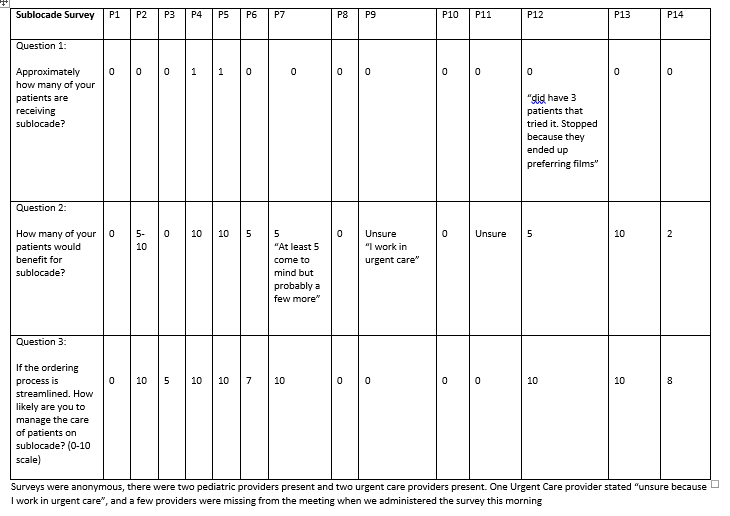 Sublocade Survey P1 P2 P3 P4 P5 P6 P7 P8 P9 P10 P11 P12 P13 P14
Question 1:
Approximately
how many of your
patients are
receiving
sublocade?
0 0 0 1 1 0 0 0 0 0 0 0 0 0
"did have 3
patients that
tried it. Stopped
because they
ended up
preferring films"
Question 2:
How many of your
patients would
benefit for
sublocade?
0 5-
10 0 10 10 5 5
"At least 5
come to
mind but
probably a
few more"
0 Unsure
"I work in
urgent care"
0 Unsure 5 10 2
Question 3:
If the ordering
process is
streamlined. How
likely are you to
manage the care
of patients on
sublocade? (0-10
scale)
0 10 5 10 10 7 10 0 0 0 0 10 10 8
Surveys were anonymous, there were two pediatric providers present and two urgent care providers present. One Urgent Care provider stated "unsure because
I work in urgent care", and a few providers were missing from the meeting when we administered the survey this morning